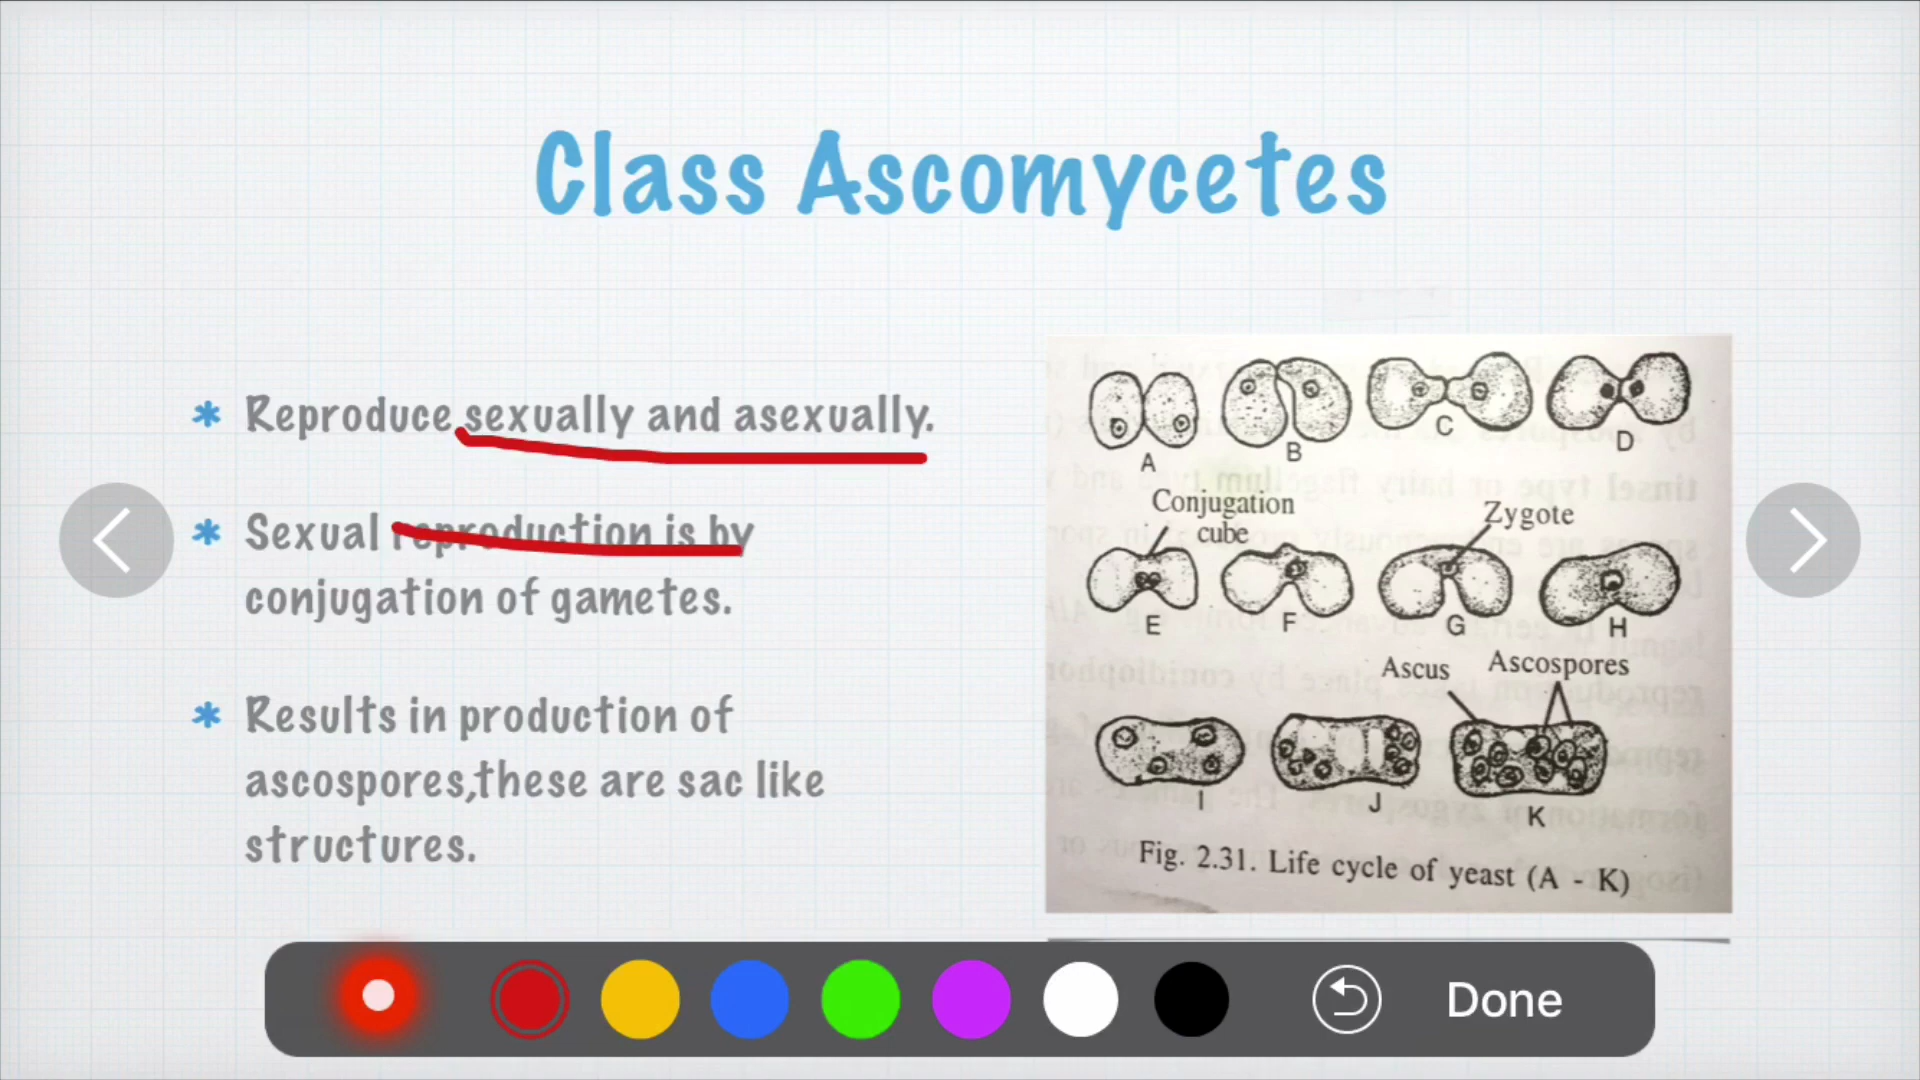 Class Ascomycetes
* Reproduce sexually and asexually.
* Sexual reproduction is by
conjugation of gametes.
* Results in production of
ascospores,these are sac like
structures.
A B C D
Conjugation
cube
Zygote
E F G H
Ascus Ascospores
I J K
Fig. 2.31. Life cycle of yeast (A - K)
Done